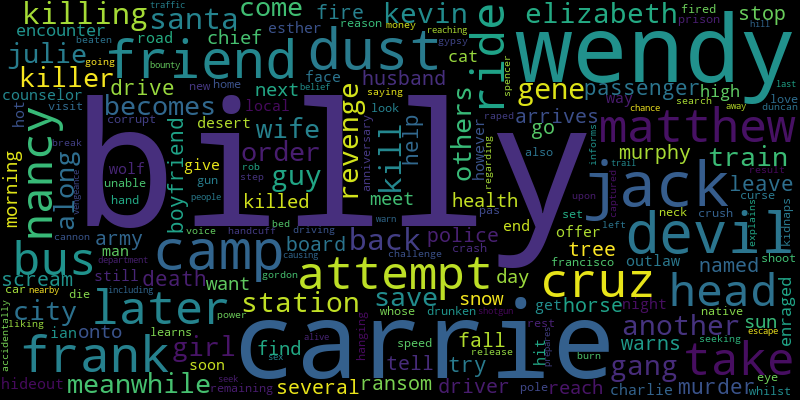 killing santa come fire kevin elizabeth stop
encounter road chief esther reason money prison fired hill
julie friend dust ride wendy
killer drive face cat gene passenger high
counselor becomes boyfriend next husband others spencer way
hot visit local desert look order wife revenge kill help however arrives matthew
morning nancy along wolf give guy meet health go murphy train
unable hand gun killed anniversary also informs leave
billy
bus camp back police tree jack devil
man army board end offer named outlaw
scream still death want attempt day cruz head
city later station save snow francisco another sun
frank girl find tell fall get horse night warns take
ian onto learns soon try hit gang enraged
hideout meanwhile several ransom driver reach charlie murder whilst
carrie
traffic beaten going bounty new home belief gypsy reaching
saying rob step people corrupt break vengeance
raped regarding search chance away last love duncan
trail upon captured result crush neck curse explains kidnaps shoot
cannon voice handcuff bed driving warn crash pas set left
department including causing challenge gordon
car nearby die power whose drunken native escape
accidentally liking alive hanging speed shotgun rest prepares seeking
remaining seek sex release pole burn eye